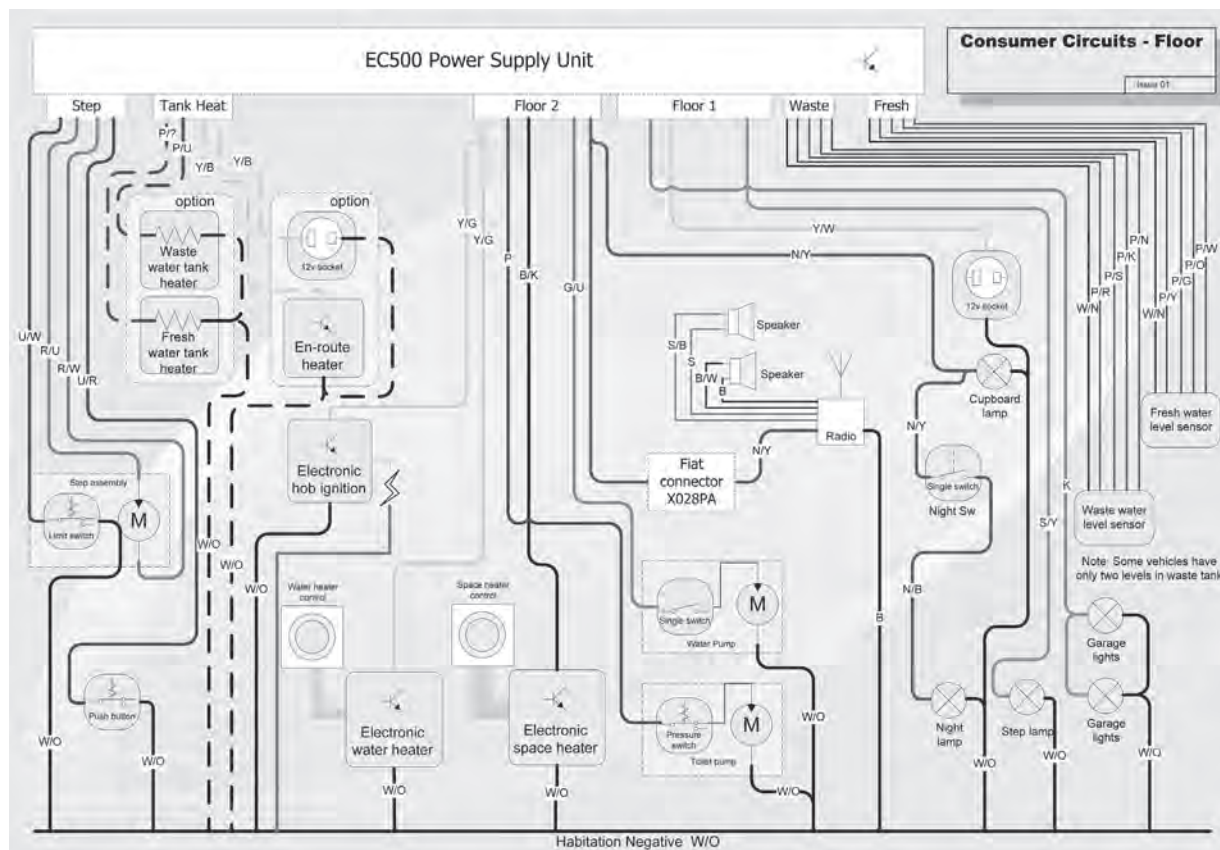 EC500 Power Supply Unit
Consumer Circuits - Floor
Issue 01
Step
Tank Heat
Floor 2
Floor 1
Waste
Fresh
P/?
P/U
Y/B
Y/B
option
option
Waste
water tank
heater
Fresh
water tank
heater
12v socket
En-route
heater
Electronic
hob ignition
U/W
R/U
R/W
U/R
Y/G
Y/G
P
B/K
G/U
N/Y
Y/W
S/B
S
B/W
B
Speaker
Speaker
Radio
N/Y
Fiat
connector
X028PA
12v socket
Cupboard
lamp
N/Y
Single switch
Night Sw
N/B
W/N
P/R
P/S
P/K
P/N
W/N
P/Y
P/G
P/O
P/W
Fresh water
level sensor
Waste water
level sensor
Note: Some vehicles have
only two levels in waste tank
K
S/Y
Step assembly
Limit switch
M
W/O
W/O
W/O
Water heater
control
Space heater
control
Single switch
M
Water Pump
B
Garage
lights
Push button
Electronic
water heater
Electronic
space heater
Pressure
switch
M
Toilet pump
W/O
Night
lamp
Step lamp
Garage
lights
W/O
W/O
W/O
W/O
W/O
W/O
W/O
W/O
Habitation Negative W/O